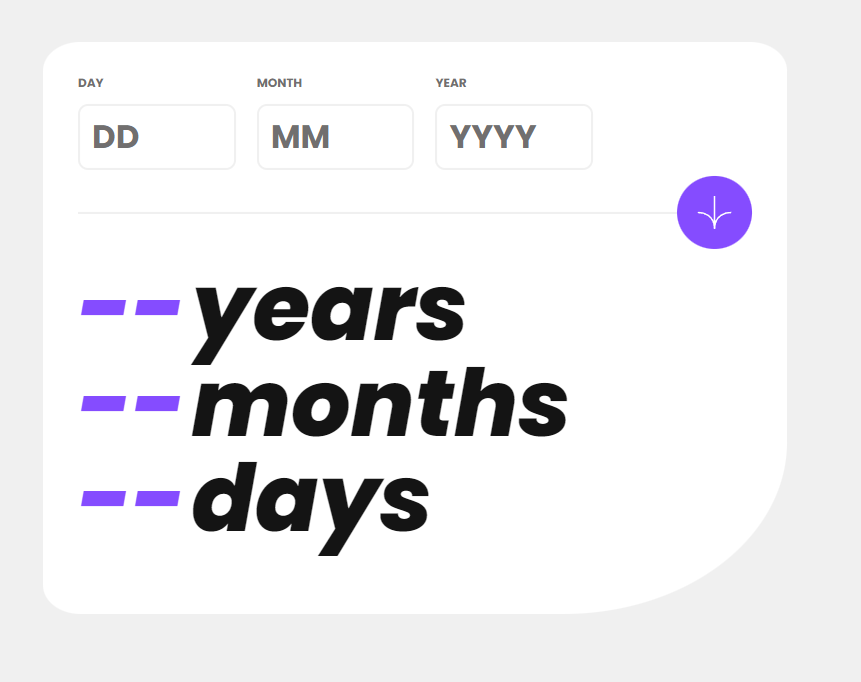 DAY MONTH YEAR
DD MM YYYY
-- years
-- months
-- days